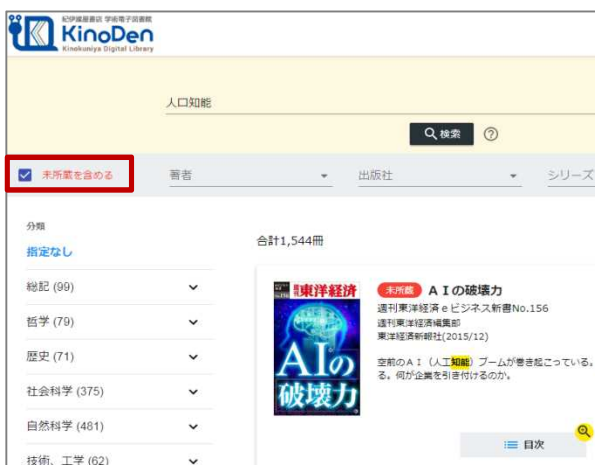 紀伊國屋書店 学術電子図書館
KinoDen
Kinokuniya Digital Library
人口知能
検索 ?
未所蔵を含める
著者
出版社
シリーズ
分類
指定なし
合計1,544冊
総記 (99)
哲学 (79)
歴史 (71)
社会科学 (375)
自然科学 (481)
技術、工学 (62)
東洋経済
AIの
破壊力
未所蔵 AIの破壊力
週刊東洋経済eビジネス新書No.156
週刊東洋経済編集部
東洋経済新報社(2015/12)
空前のAI(人工知能)ブームが巻き起こっている。
る。何が企業を引き付けるのか。
目次